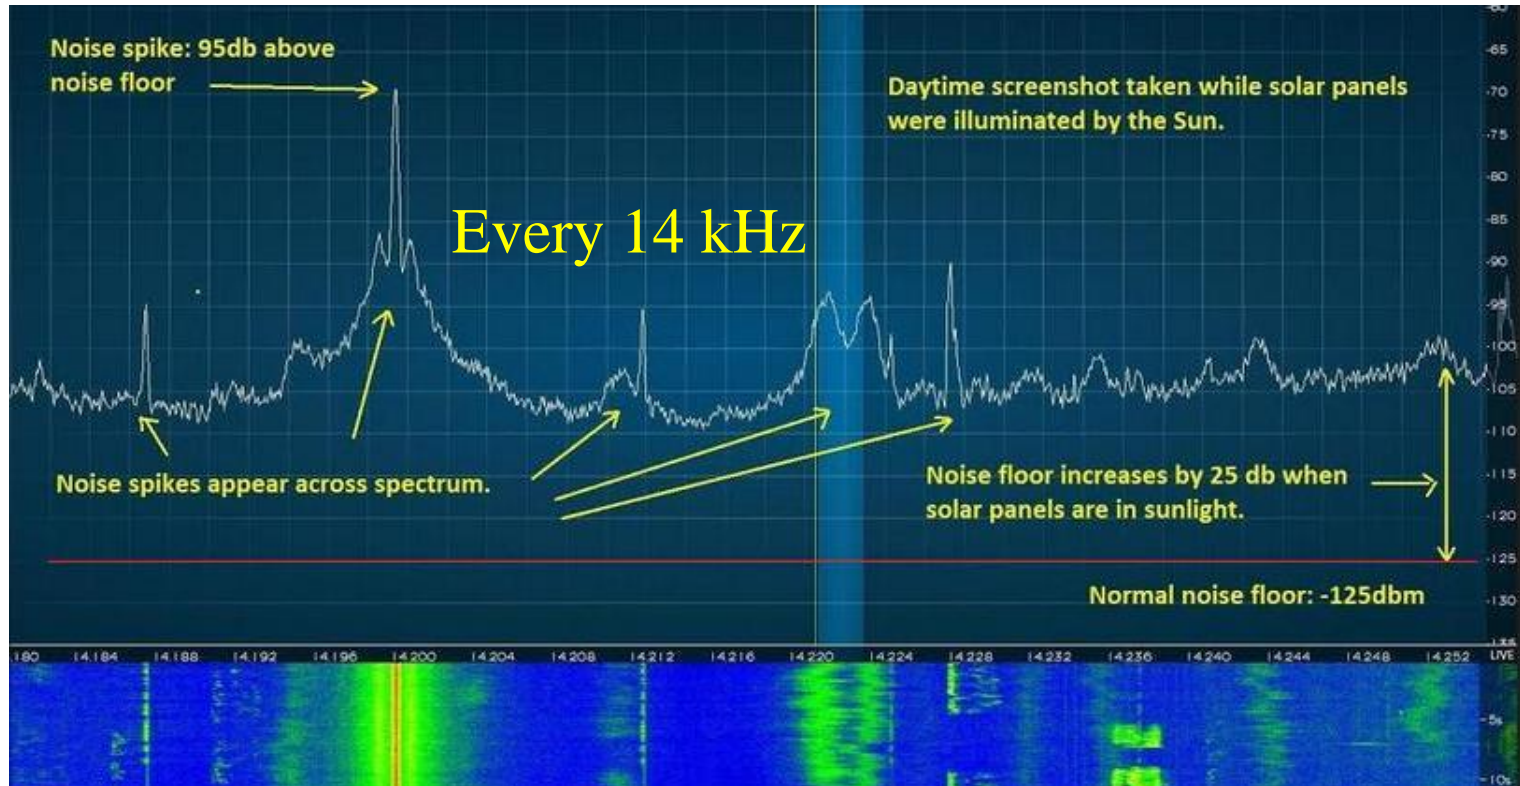 Noise spike: 95db above
noise floor
Daytime screenshot taken while solar panels
were illuminated by the Sun.
Every 14 kHz
Noise spikes appear across spectrum.
Noise floor increases by 25 db when
solar panels are in sunlight.
Normal noise floor: -125dbm
-60
-65
-70
-75
-80
-85
-90
-95
-100
-105
-110
-115
-120
-125
-130
-135
.180 14.184 14.188 14.192 14.196 14.200 14.204 14.208 14.212 14.216 14.220 14.224 14.228 14.232 14.236 14.240 14.244 14.248 14.252 LIVE
-5s
-10s